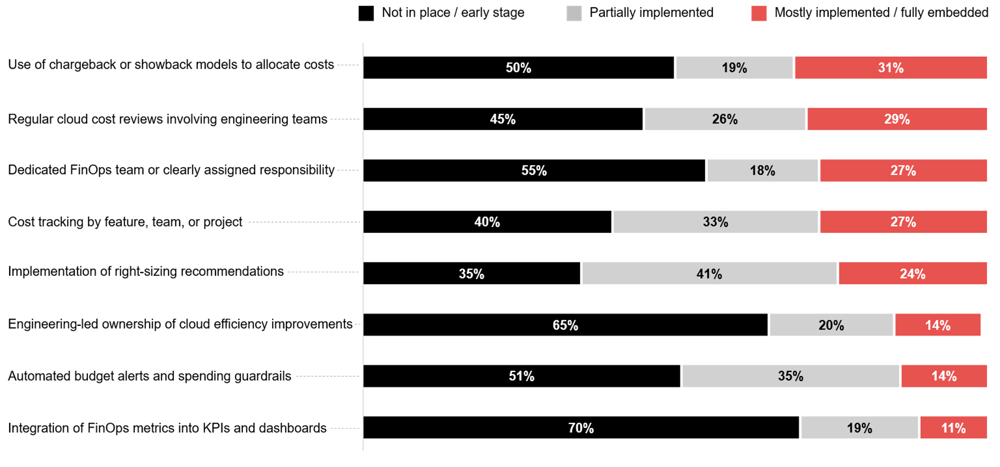 Not in place / early stage Partially implemented Mostly implemented / fully embedded
Use of chargeback or showback models to allocate costs 50% 19% 31%
Regular cloud cost reviews involving engineering teams 45% 26% 29%
Dedicated FinOps team or clearly assigned responsibility 55% 18% 27%
Cost tracking by feature, team, or project 40% 33% 27%
Implementation of right-sizing recommendations 35% 41% 24%
Engineering-led ownership of cloud efficiency improvements 65% 20% 14%
Automated budget alerts and spending guardrails 51% 35% 14%
Integration of FinOps metrics into KPIs and dashboards 70% 19% 11%